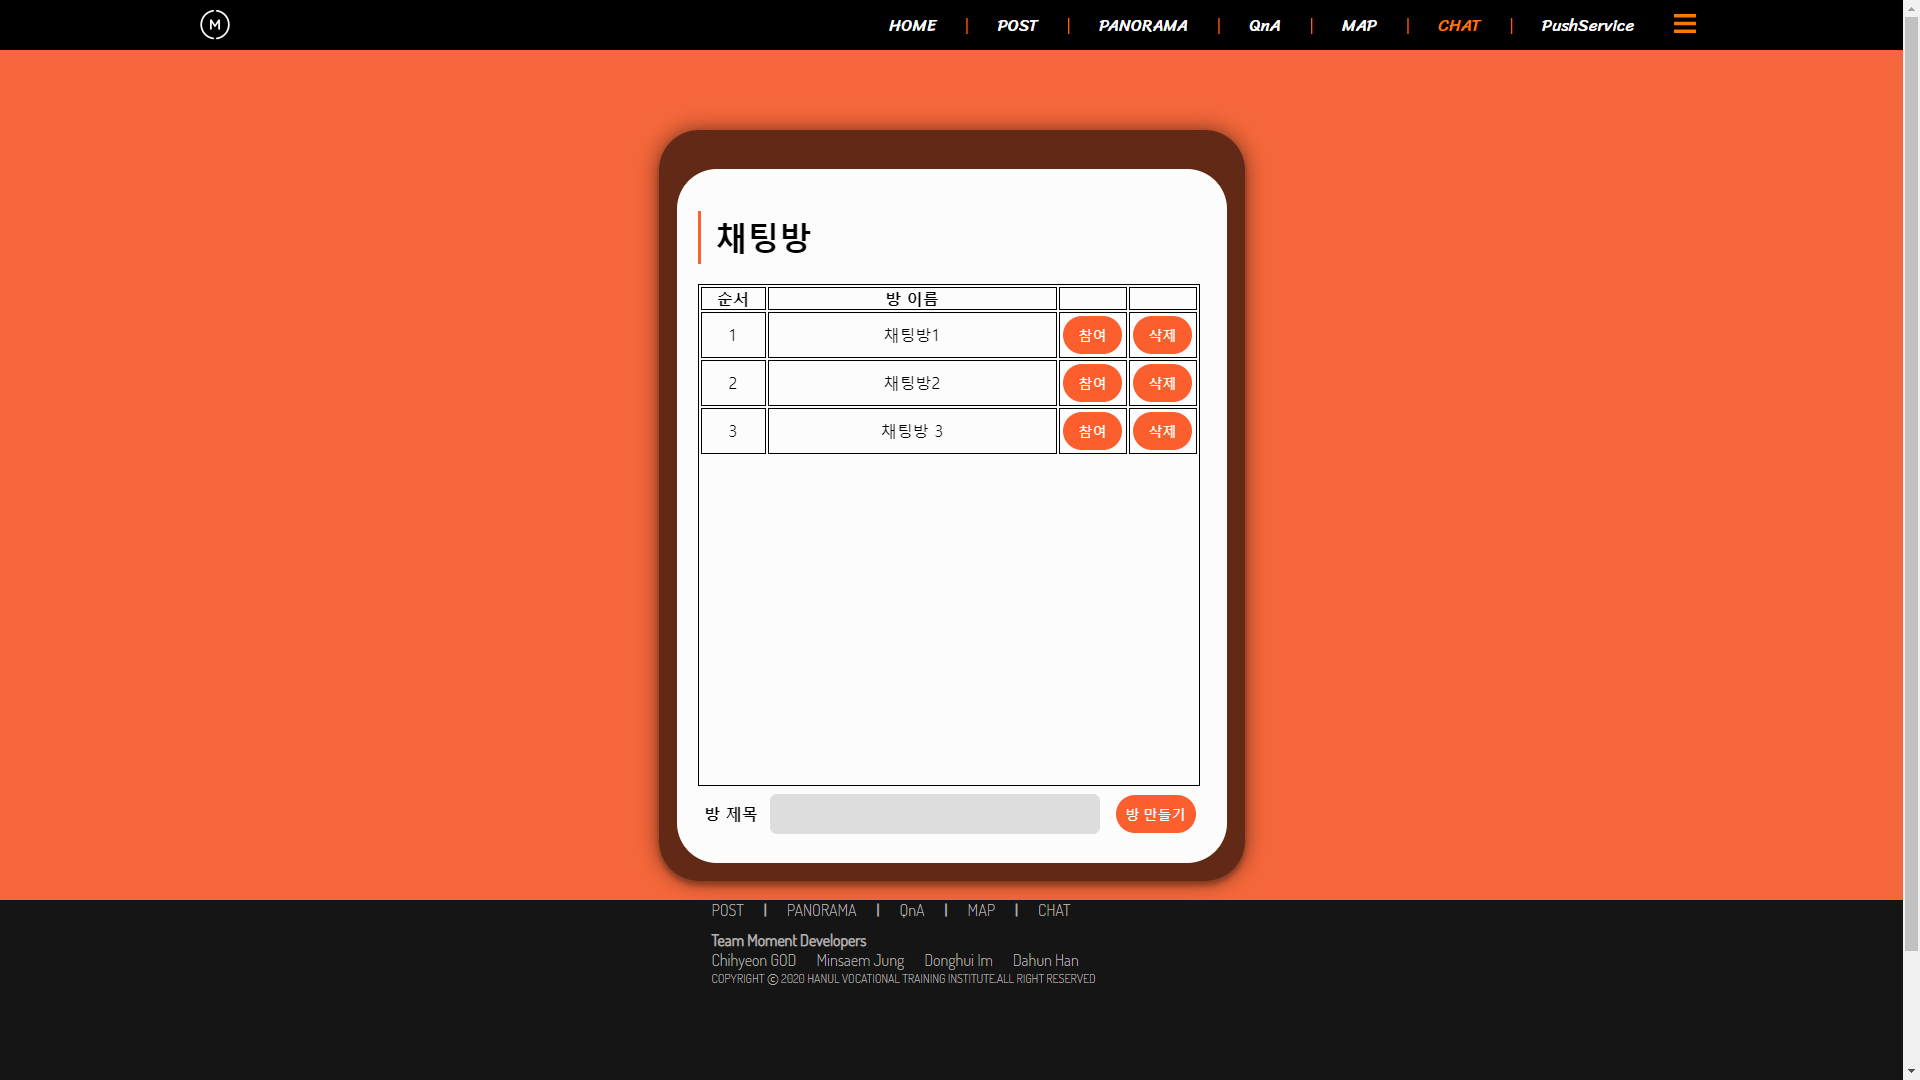 M HOME | POST | PANORAMA | QnA | MAP | CHAT | PushService
채팅방
순서 방 이름
1 채팅방1 참여 삭제
2 채팅방2 참여 삭제
3 채팅방 3 참여 삭제
방 제목 방 만들기
POST | PANORAMA | QnA | MAP | CHAT
Team Moment Developers
Chihyeon GOD Minsaem Jung Donghui Im Dahun Han
COPYRIGHT © 2020 HANUL VOCATIONAL TRAINING INSTITUTE.ALL RIGHT RESERVED